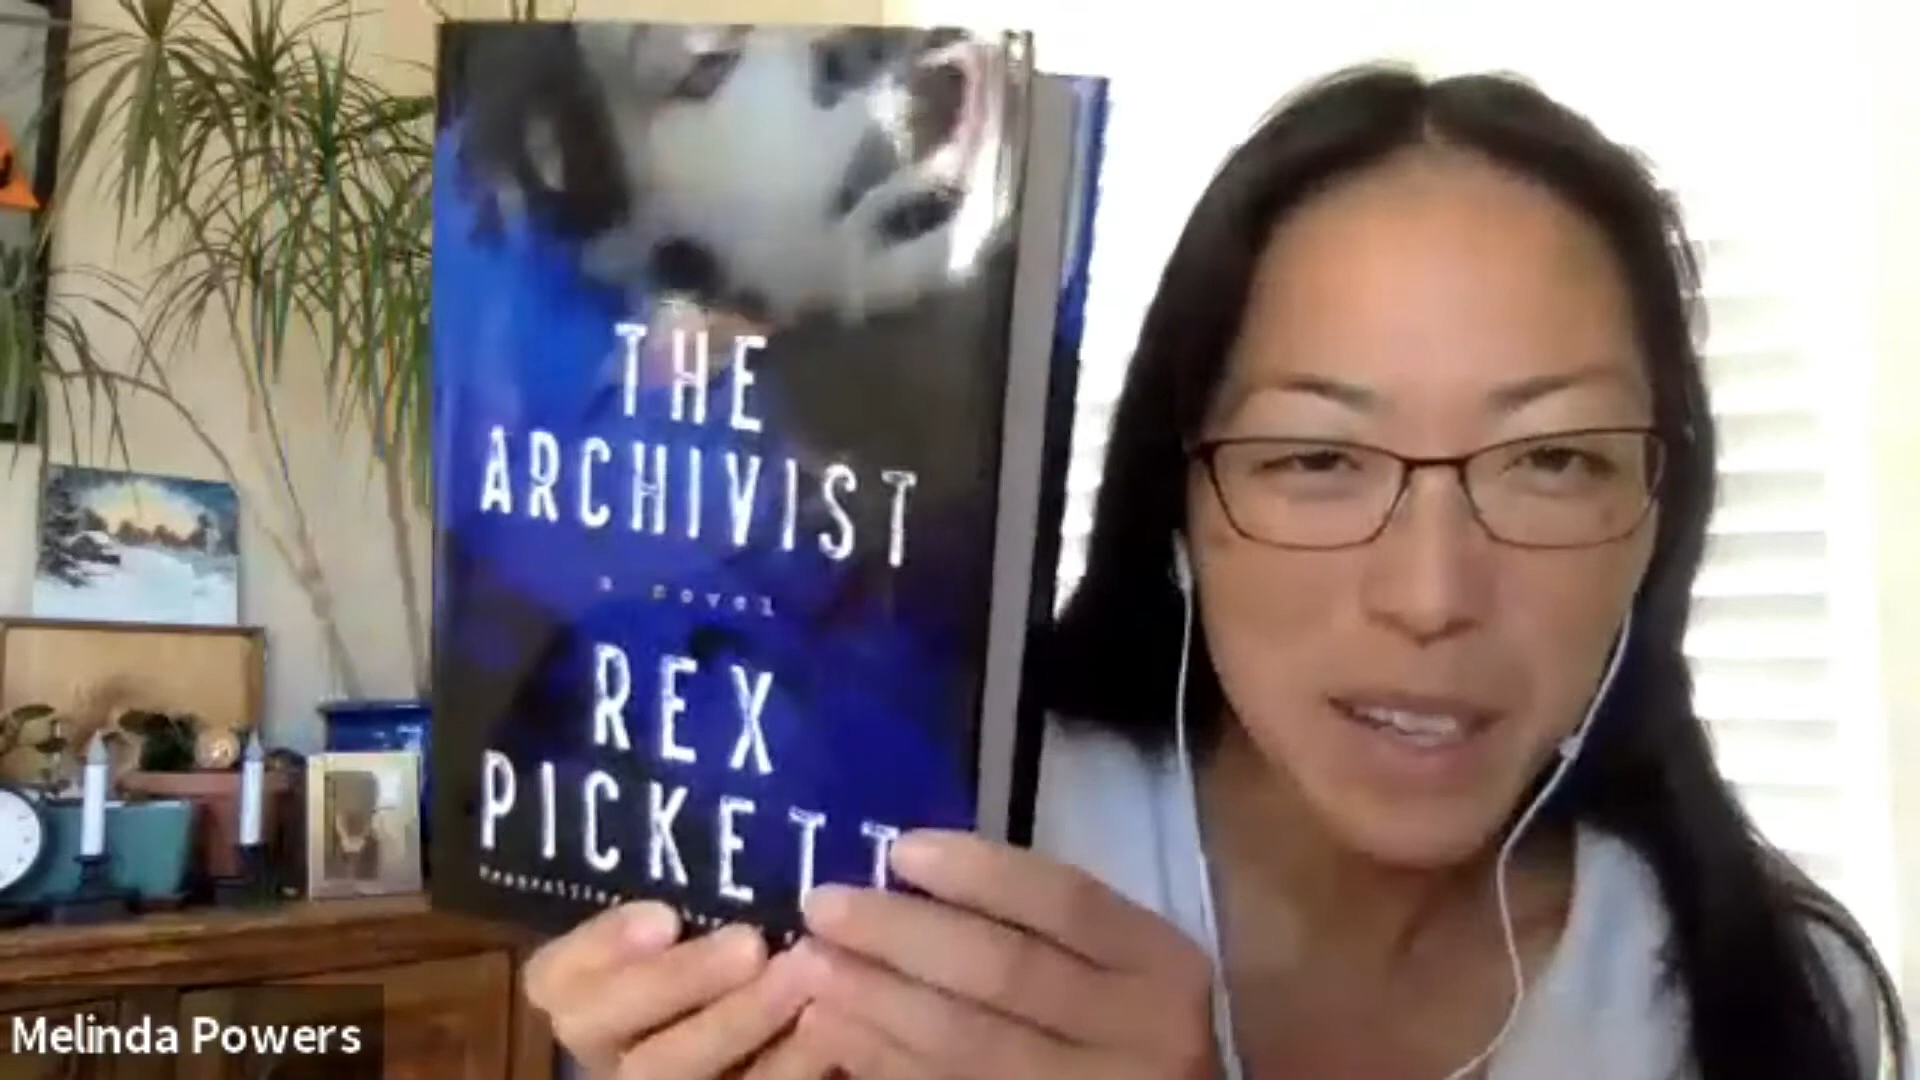 THE
ARCHIVIST
a novel
REX
PICKETT
Melinda Powers